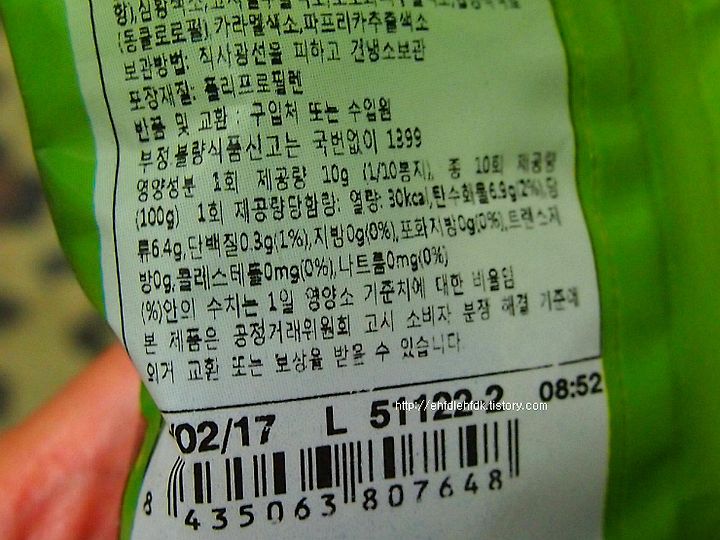 향),심황색소,고
(동클로로필),카라멜색소,파프리카추출색소
보관방법: 직사광선을 피하고 건냉소보관
포장재질: 폴리프로필렌
반품 및 교환 : 구입처 또는 수입원
부정·불량식품신고는 국번없이 1399
영양성분 1회 제공량 10g (1/10봉지), 총 10회 제공량
(100g) 1회 제공량당함량: 열량: 30kcal,탄수화물6.9g(2%),당
류6.4g,단백질0.3g(1%),지방0g(0%),포화지방0g(0%),트랜스지
방0g,콜레스테롤0mg(0%),나트륨0mg(0%)
(%)안의 수치는 1일 영양소 기준치에 대한 비율임
본 제품은 공정거래위원회 고시 소비자 분쟁 해결 기준에
의거 교환 또는 보상을 받을 수 있습니다.
02/17 L 51122 2 08:52
http://enfdlehfdk.tistory.com
8 435063 807648